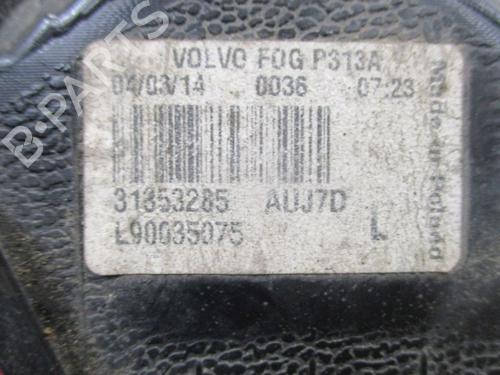 VOLVO FOG P313A
04/03/14 0036 07:23
31353285 AUJ7D
L90035075 L
Made in Poland
B-PARTS